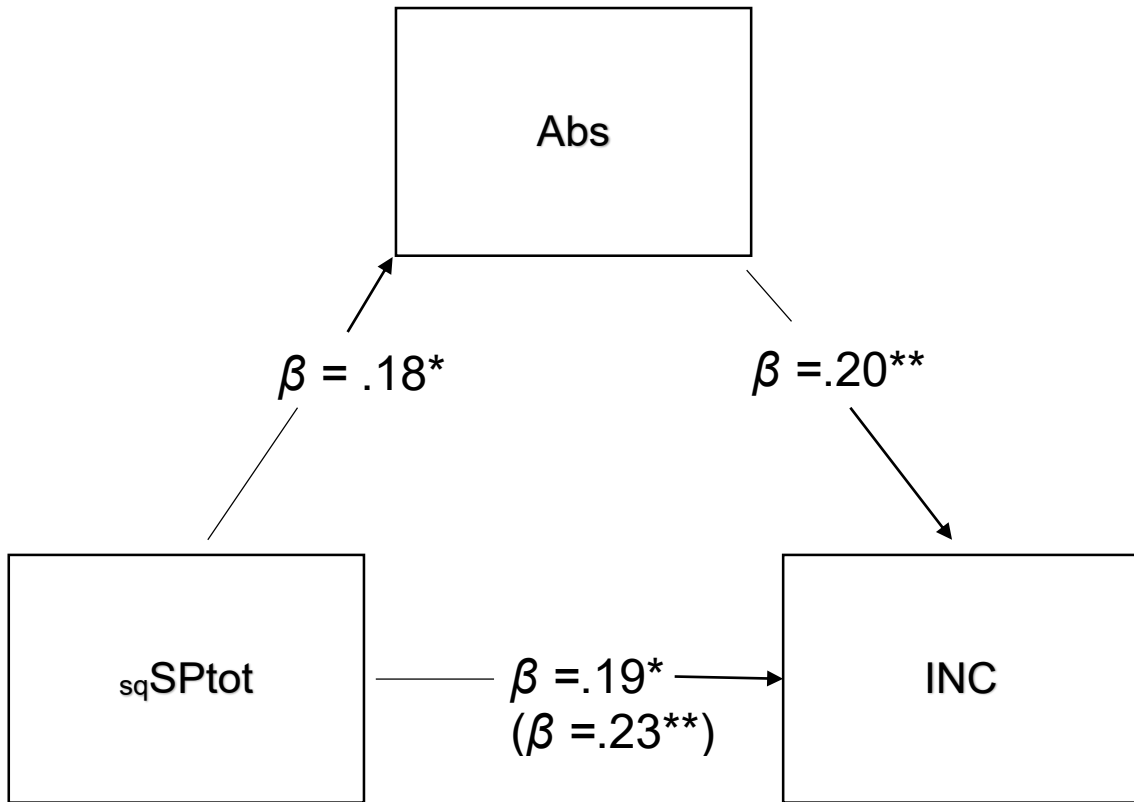 Abs
β = .18*
β =.20**
sqSPtot
β =.19*
(β =.23**)
INC